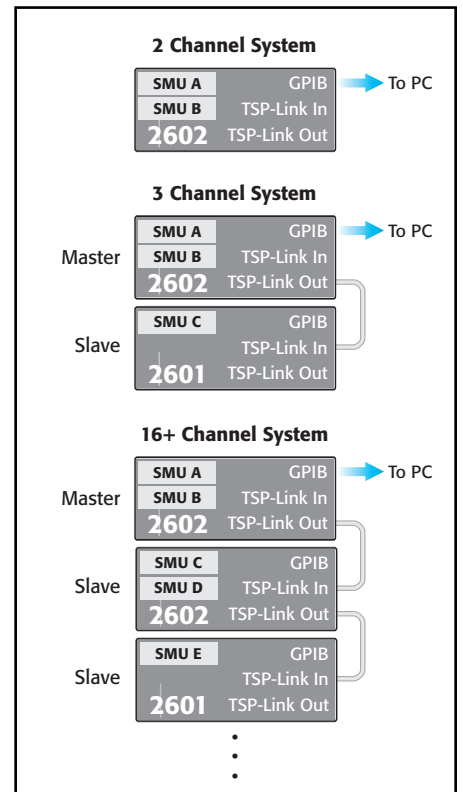 2 Channel System
SMU A GPIB To PC
SMU B TSP-Link In
2602 TSP-Link Out
3 Channel System
SMU A GPIB To PC
Master SMU B TSP-Link In
2602 TSP-Link Out
SMU C GPIB
Slave TSP-Link In
2601 TSP-Link Out
16+ Channel System
SMU A GPIB To PC
Master SMU B TSP-Link In
2602 TSP-Link Out
SMU C GPIB
Slave SMU D TSP-Link In
2602 TSP-Link Out
SMU E GPIB
Slave TSP-Link In
2601 TSP-Link Out